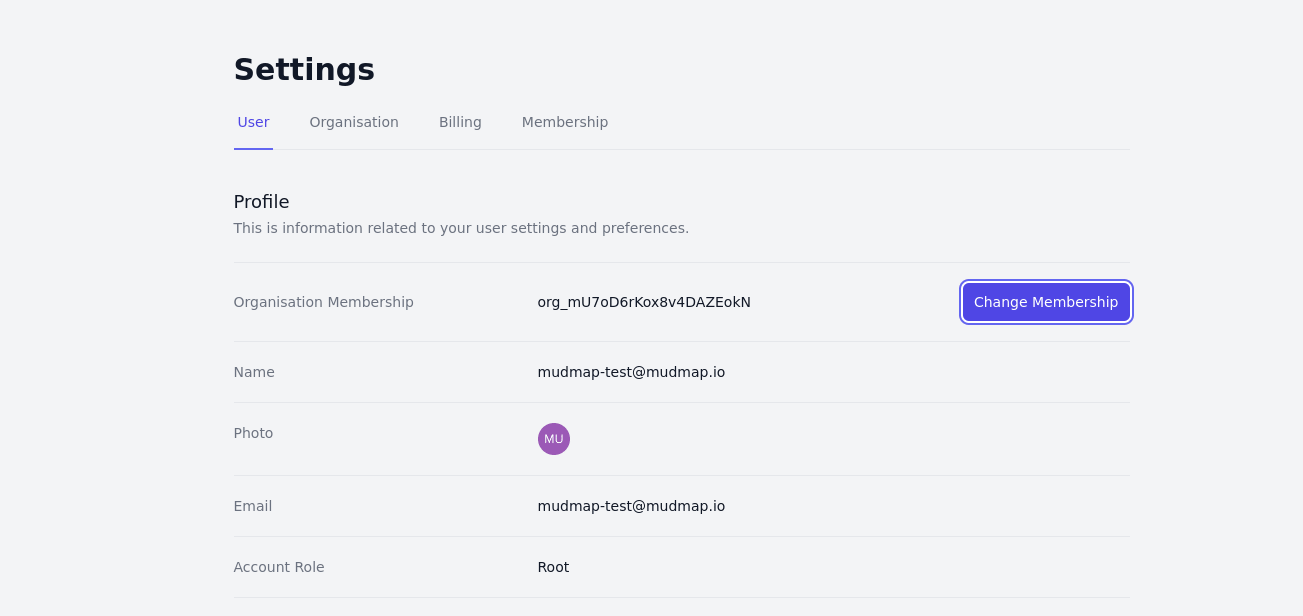 Settings
User Organisation Billing Membership
Profile
This is information related to your user settings and preferences.
Organisation Membership org_mU7oD6rKox8v4DAZEokN Change Membership
Name mudmap-test@mudmap.io
Photo MU
Email mudmap-test@mudmap.io
Account Role Root